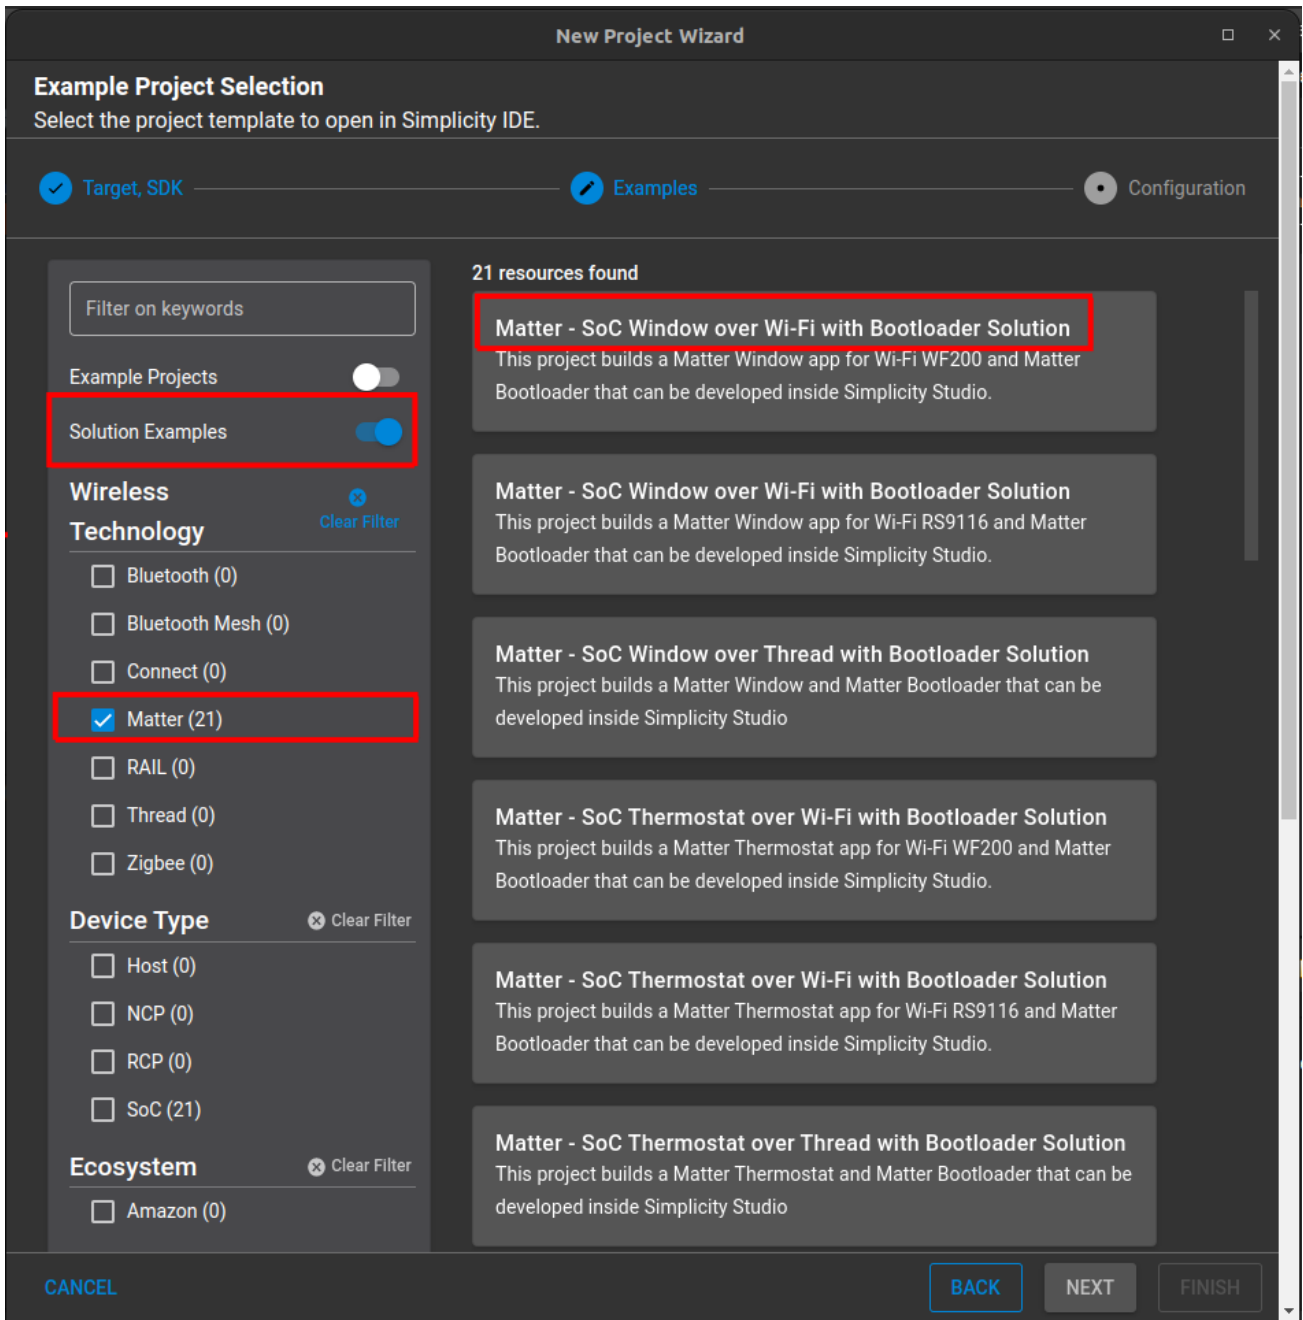 New Project Wizard
Example Project Selection
Select the project template to open in Simplicity IDE.
Target, SDK
Examples
Configuration
Filter on keywords
Example Projects
Solution Examples
Wireless
Technology
Clear Filter
Bluetooth (0)
Bluetooth Mesh (0)
Connect (0)
Matter (21)
RAIL (0)
Thread (0)
Zigbee (0)
Device Type
Clear Filter
Host (0)
NCP (0)
RCP (0)
SoC (21)
Ecosystem
Clear Filter
Amazon (0)
21 resources found
Matter - SoC Window over Wi-Fi with Bootloader Solution
This project builds a Matter Window app for Wi-Fi WF200 and Matter
Bootloader that can be developed inside Simplicity Studio.
Matter - SoC Window over Wi-Fi with Bootloader Solution
This project builds a Matter Window app for Wi-Fi RS9116 and Matter
Bootloader that can be developed inside Simplicity Studio.
Matter - SoC Window over Thread with Bootloader Solution
This project builds a Matter Window and Matter Bootloader that can be
developed inside Simplicity Studio
Matter - SoC Thermostat over Wi-Fi with Bootloader Solution
This project builds a Matter Thermostat app for Wi-Fi WF200 and Matter
Bootloader that can be developed inside Simplicity Studio.
Matter - SoC Thermostat over Wi-Fi with Bootloader Solution
This project builds a Matter Thermostat app for Wi-Fi RS9116 and Matter
Bootloader that can be developed inside Simplicity Studio.
Matter - SoC Thermostat over Thread with Bootloader Solution
This project builds a Matter Thermostat and Matter Bootloader that can be
developed inside Simplicity Studio
CANCEL
BACK
NEXT
FINISH